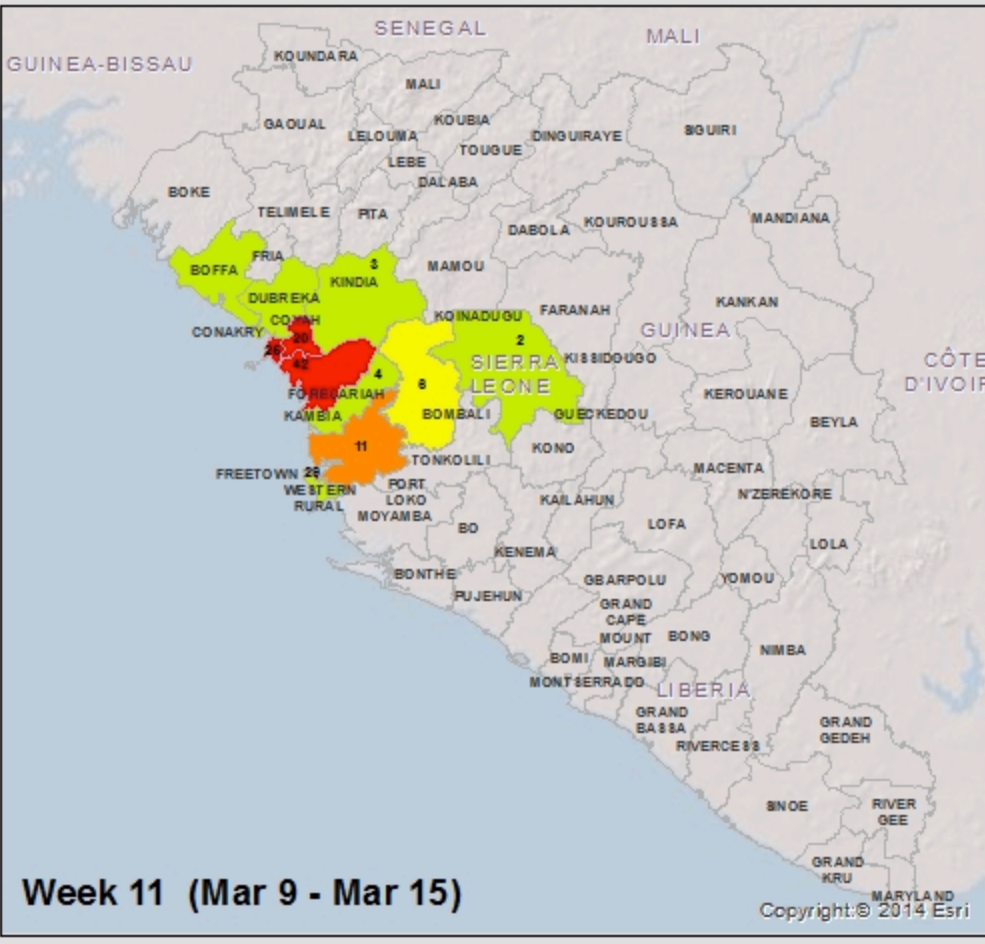 SENEGAL
MALI
GUINEA-BISSAU
KOUNDARA
MALI
GAOUAL
KOUBIA
LELOUMA
DINGUIRAYE
SIGUIRI
TOUGUE
LEBE
DALABA
BOKE
TELIMELE
PITA
DABOLA
KOUROUSSA
MANDIANA
FRIA
BOFFA
3
KINDIA
MAMOU
DUBREKA
KANKAN
COYAH
KOINADUGU
FARANAH
CONAKRY
GUINEA
20
2
26
SIERRA
LEONE
KISSIDOUGO
CÔTE
D'IVOIR
42
4
6
FORECARIAH
KEROUANE
KAMBIA
BOMBALI
GUECKEDOU
BEYLA
11
KONO
TONKOLILI
MACENTA
FREETOWN
29
WESTERN
RURAL
PORT
LOKO
N'ZEREKORE
KAILAHUN
MOYAMBA
BO
LOFA
LOLA
KENEMA
BONTHE
GBARPOLU
YOMOU
PUJEHUN
GRAND
CAPE
MOUNT
BONG
NIMBA
BOMI
MARGIBI
MONTSERRADO
LIBERIA
GRAND
BASSA
GRAND
GEDEH
RIVERCESS
SINOE
RIVER
GEE
GRAND
KRU
MARYLAND
Week 11 (Mar 9 - Mar 15)
Copyright:© 2014 Esri